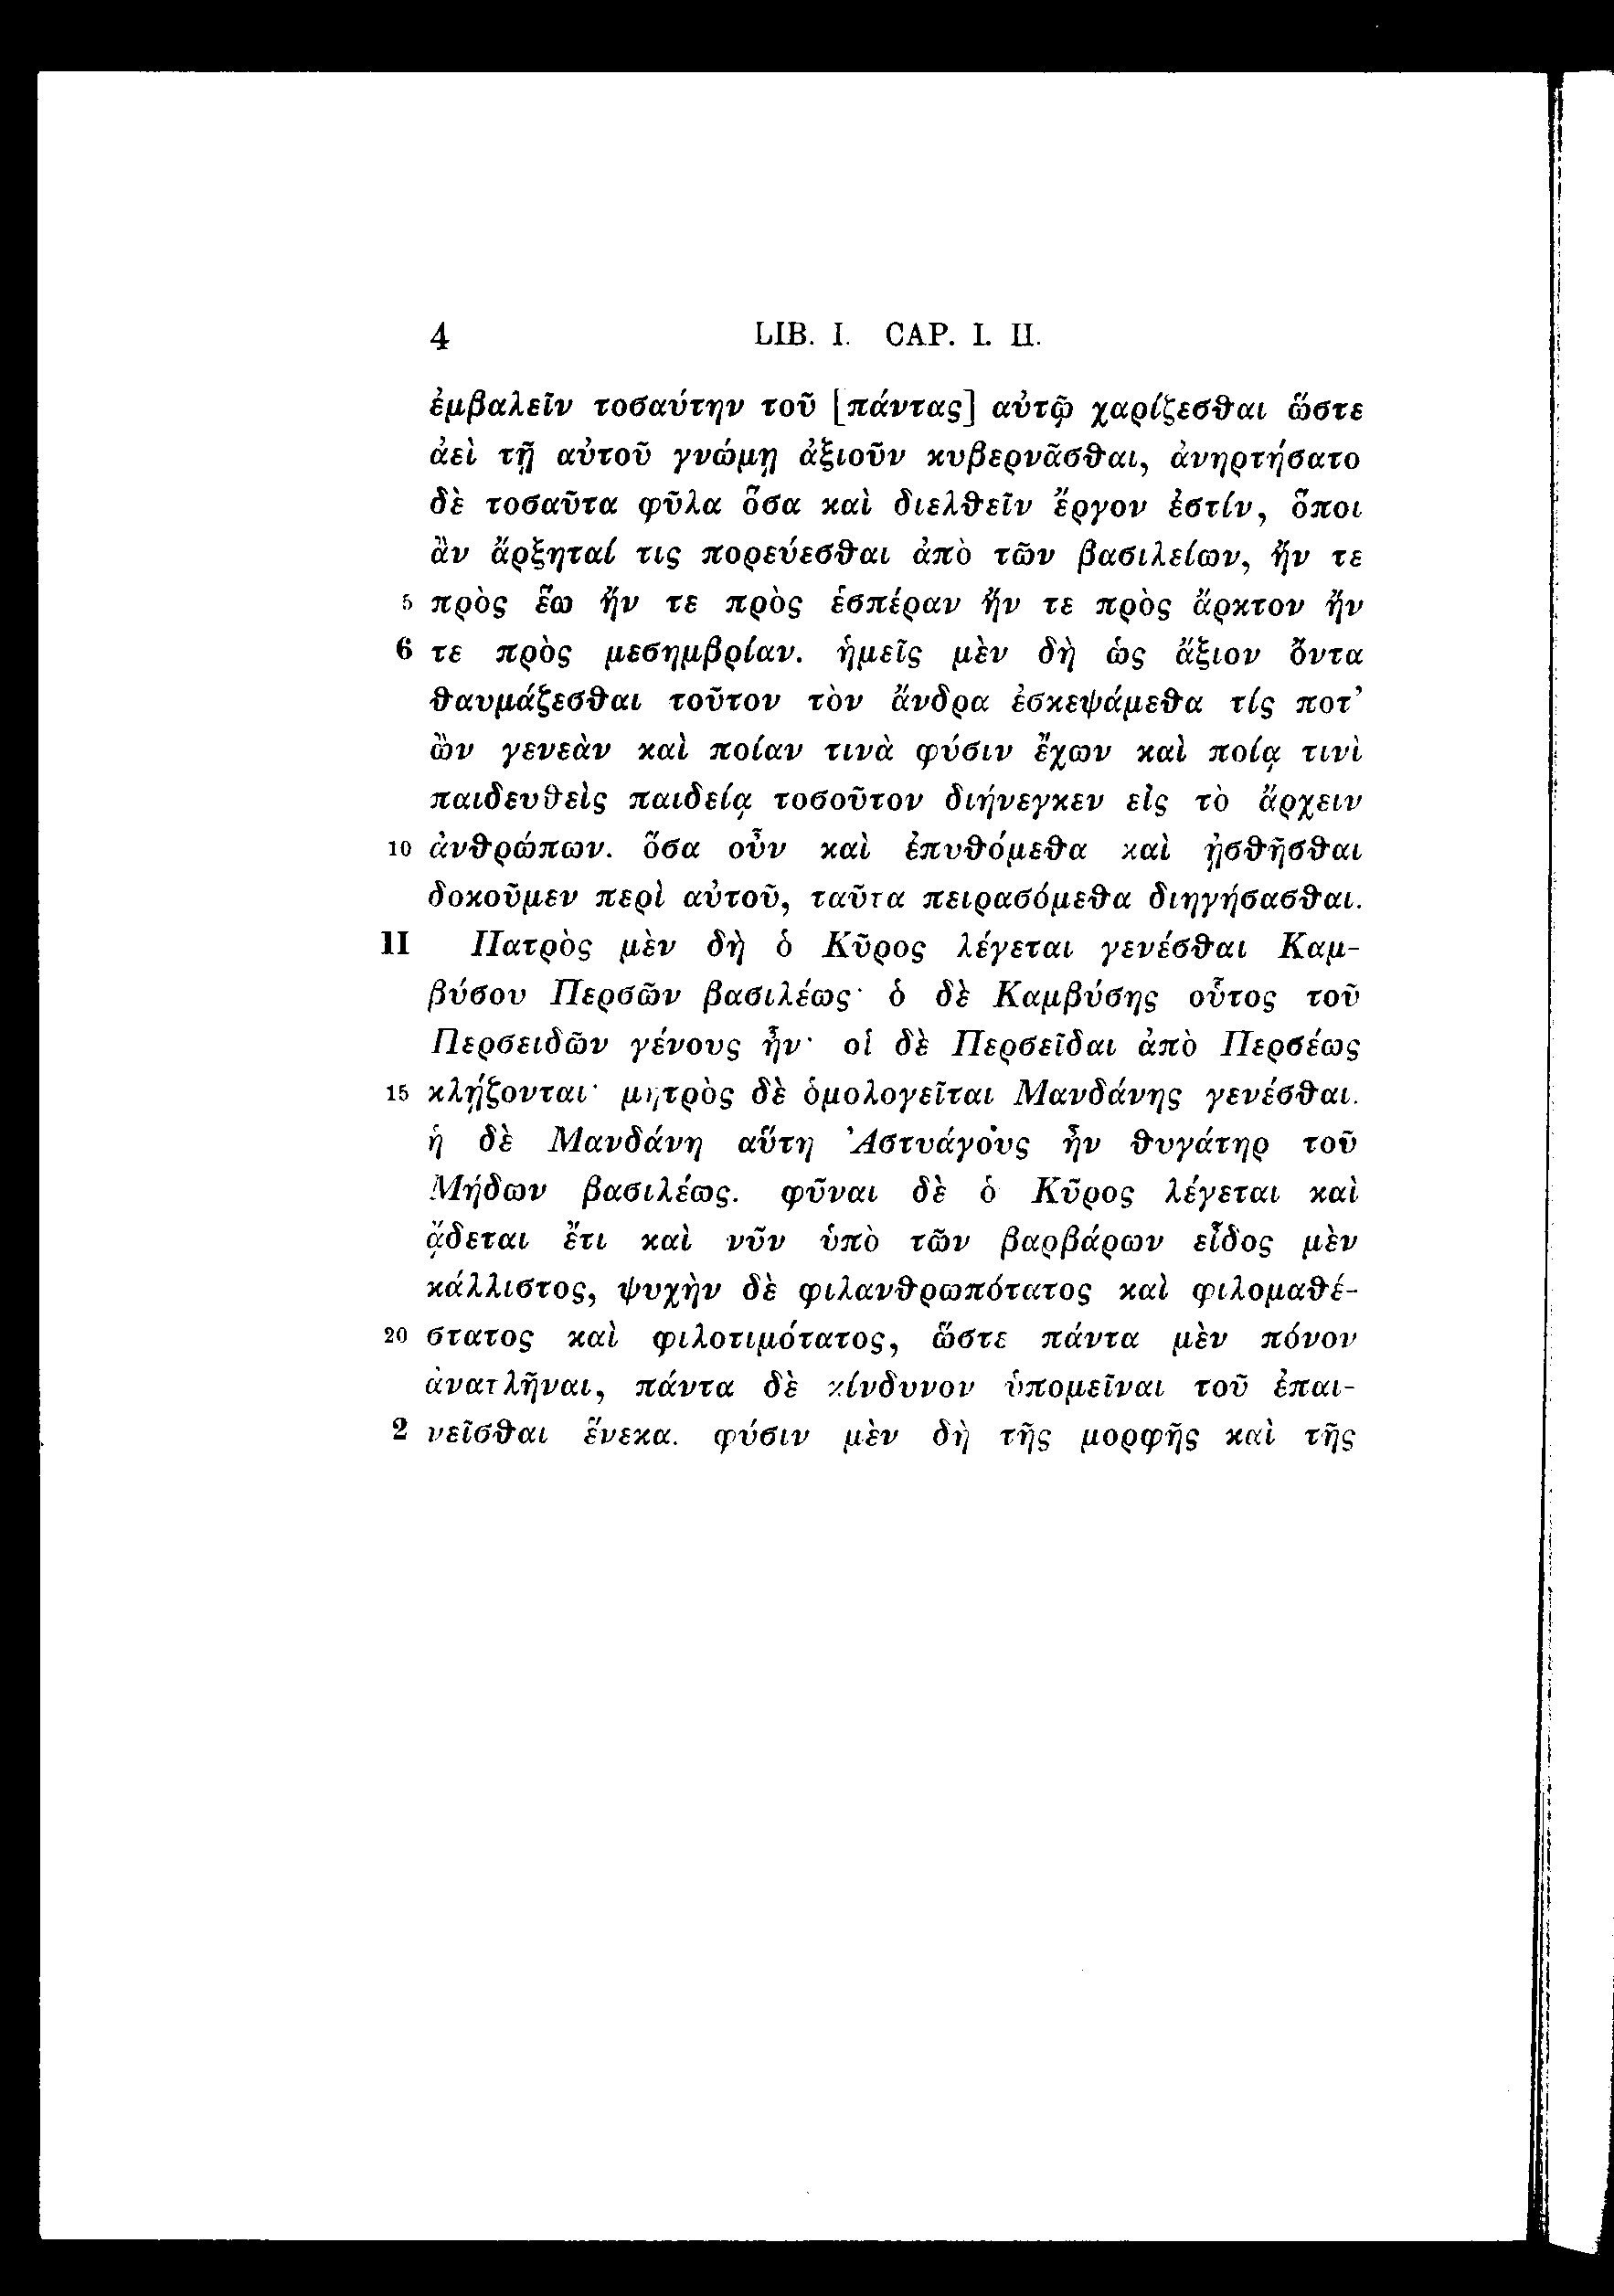 4 LIB. I. CAP. I. II.
ἐμβαλεῖν τοσαύτην τοῦ [πάντας] αὐτῷ χαρίζεσθαι ὥστε
ἀεὶ τῇ αὐτοῦ γνώμῃ ἀξιοῦν κυβερνᾶσθαι, ἀνηρτήσατο
δὲ τοσαῦτα φῦλα ὅσα καὶ διελθεῖν ἔργον ἐστίν, ὅποι
ἂν ἄρξηταί τις πορεύεσθαι ἀπὸ τῶν βασιλείων, ἤν τε
5 πρὸς ἕω ἤν τε πρὸς ἑσπέραν ἤν τε πρὸς ἄρκτον ἤν
6 τε πρὸς μεσημβρίαν. ἡμεῖς μὲν δὴ ὡς ἄξιον ὄντα
θαυμάζεσθαι τοῦτον τὸν ἄνδρα ἐσκεψάμεθα τίς ποτ’
ὢν γενεὰν καὶ ποίαν τινὰ φύσιν ἔχων καὶ ποίᾳ τινὶ
παιδευθεὶς παιδείᾳ τοσοῦτον διήνεγκεν εἰς τὸ ἄρχειν
10 ἀνθρώπων. ὅσα οὖν καὶ ἐπυθόμεθα καὶ ᾐσθῆσθαι
δοκοῦμεν περὶ αὐτοῦ, ταῦτα πειρασόμεθα διηγήσασθαι.
II Πατρὸς μὲν δὴ ὁ Κῦρος λέγεται γενέσθαι Καμ-
βύσου Περσῶν βασιλέως· ὁ δὲ Καμβύσης οὗτος τοῦ
Περσειδῶν γένους ἦν· οἱ δὲ Περσεῖδαι ἀπὸ Περσέως
15 κλῄζονται· μητρὸς δὲ ὁμολογεῖται Μανδάνης γενέσθαι.
ἡ δὲ Μανδάνη αὕτη Ἀστυάγους ἦν θυγάτηρ τοῦ
Μήδων βασιλέως. φῦναι δὲ ὁ Κῦρος λέγεται καὶ
ᾄδεται ἔτι καὶ νῦν ὑπὸ τῶν βαρβάρων εἶδος μὲν
κάλλιστος, ψυχὴν δὲ φιλανθρωπότατος καὶ φιλομαθέ-
20 στατος καὶ φιλοτιμότατος, ὥστε πάντα μὲν πόνον
ἀνατλῆναι, πάντα δὲ κίνδυνον ὑπομεῖναι τοῦ ἐπαι-
2 νεῖσθαι ἕνεκα. φύσιν μὲν δὴ τῆς μορφῆς καὶ τῆς